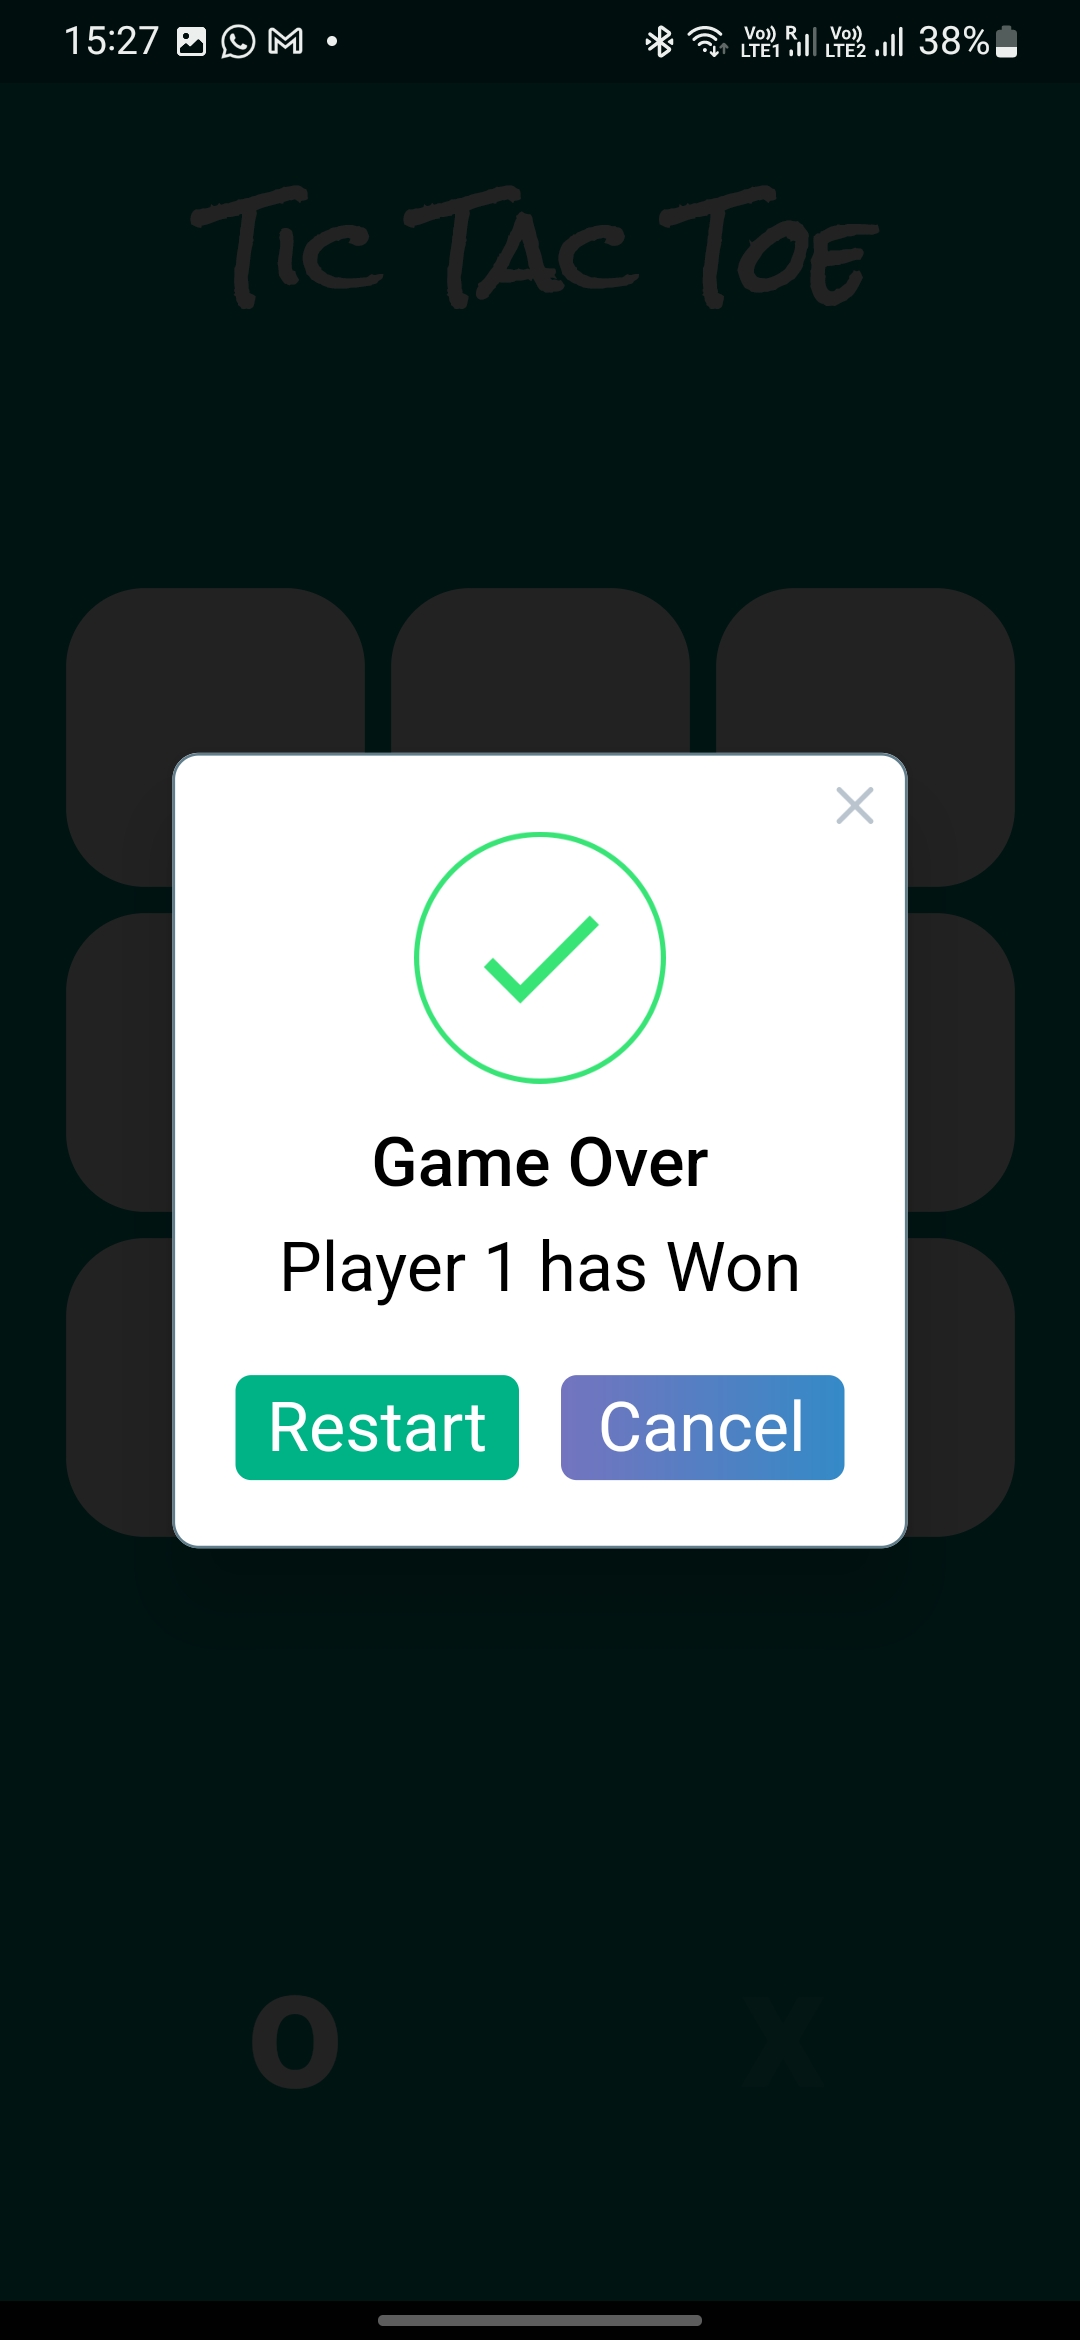 15:27 Vo)) LTE1 R Vo)) LTE2 38%
Tic Tac Toe
Game Over
Player 1 has Won
Restart Cancel
O X